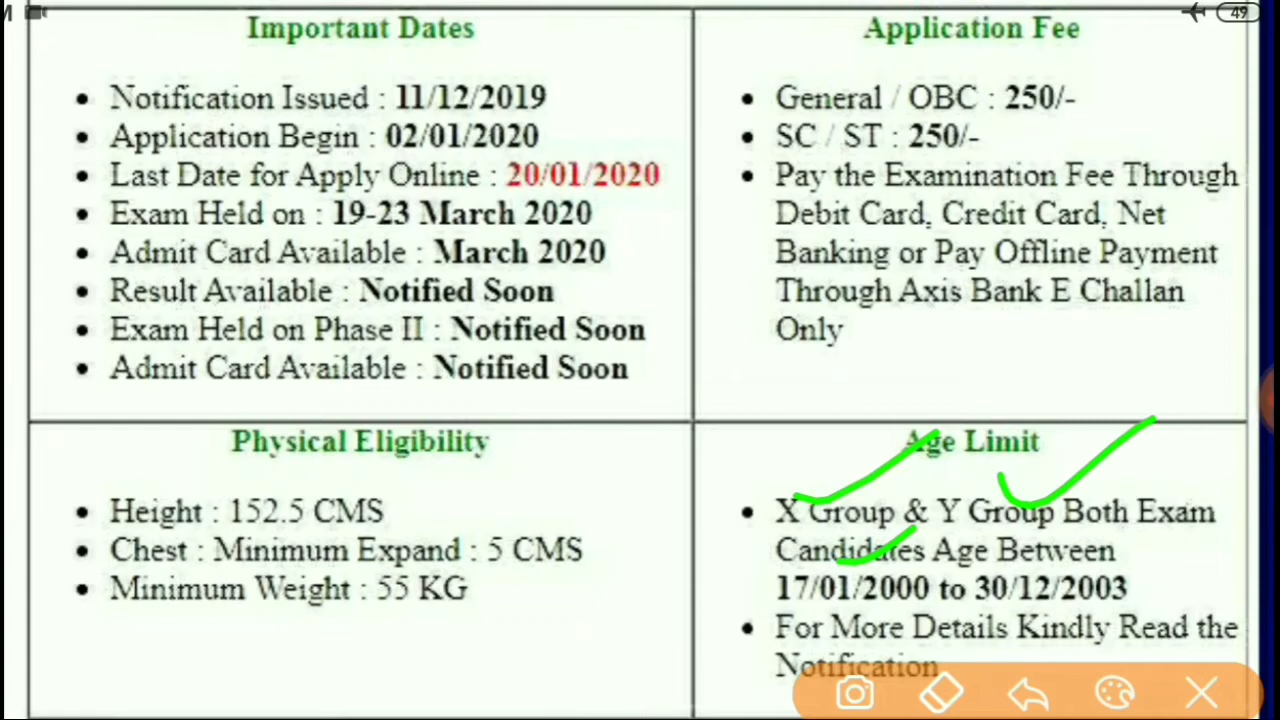 M
49
Important Dates
Notification Issued : 11/12/2019
Application Begin : 02/01/2020
Last Date for Apply Online : 20/01/2020
Exam Held on : 19-23 March 2020
Admit Card Available : March 2020
Result Available : Notified Soon
Exam Held on Phase II : Notified Soon
Admit Card Available : Notified Soon
Application Fee
General / OBC : 250/-
SC / ST : 250/-
Pay the Examination Fee Through
Debit Card, Credit Card, Net
Banking or Pay Offline Payment
Through Axis Bank E Challan
Only
Physical Eligibility
Height : 152.5 CMS
Chest : Minimum Expand : 5 CMS
Minimum Weight : 55 KG
Age Limit
X Group & Y Group Both Exam
Candidates Age Between
17/01/2000 to 30/12/2003
For More Details Kindly Read the
Notification